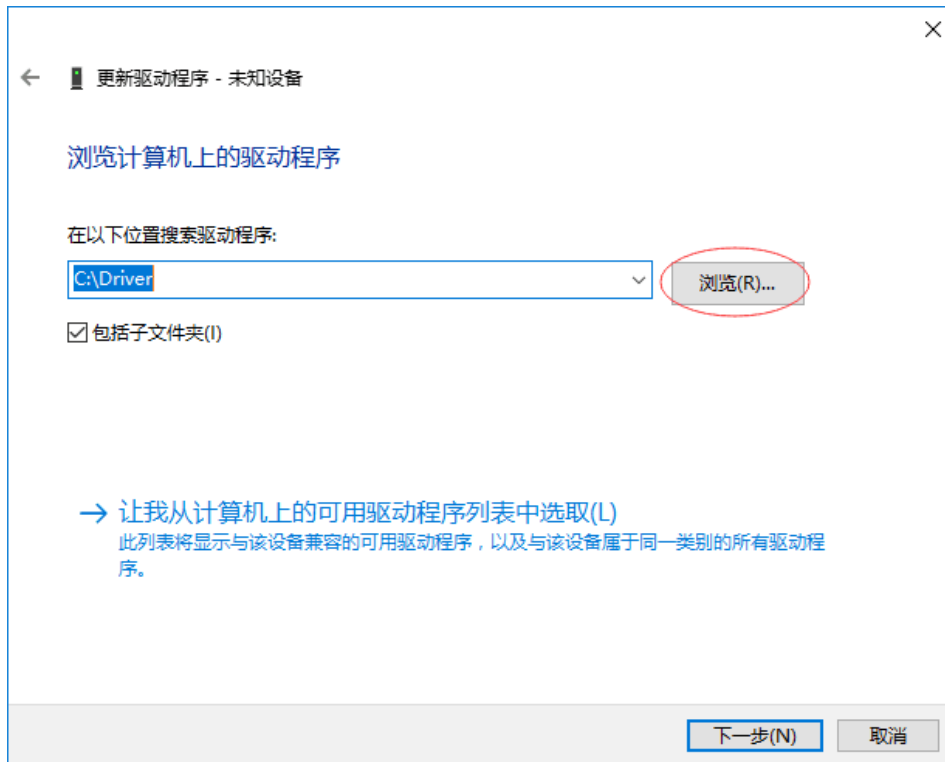 更新驱动程序 - 未知设备
浏览计算机上的驱动程序
在以下位置搜索驱动程序:
C:\Driver
浏览(R)...
包括子文件夹(I)
让我从计算机上的可用驱动程序列表中选取(L)
此列表将显示与该设备兼容的可用驱动程序，以及与该设备属于同一类别的所有驱动程
序。
下一步(N)
取消